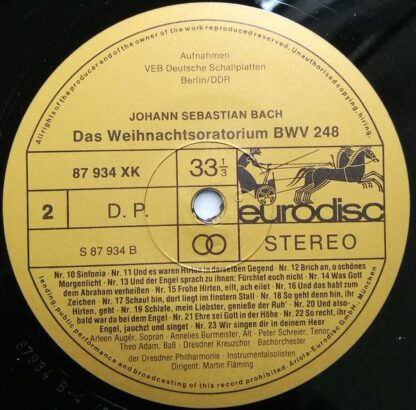 All rights of the producer and of the owner of the work reproduced reserved. Unauthorised copying, hiring,
Aufnahmen
VEB Deutsche Schallplatten
Berlin/DDR
JOHANN SEBASTIAN BACH
Das Weihnachtsoratorium BWV 248
87 934 XK
33 1/3
2
D. P.
eurodisc
S 87 934 B
STEREO
Nr. 10 Sinfonia · Nr. 11 Und es waren Hirten in derselben Gegend · Nr. 12 Brich an, o schönes
Morgenlicht · Nr. 13 Und der Engel sprach zu ihnen: Fürchtet euch nicht · Nr. 14 Was Gott
dem Abraham verheißen · Nr. 15 Frohe Hirten, eilt, ach eilet · Nr. 16 Und das habt zum
Zeichen · Nr. 17 Schaut hin, dort liegt im finstern Stall · Nr. 18 So geht denn hin, ihr
Hirten, geht · Nr. 19 Schlafe, mein Liebster, genieße der Ruh' · Nr. 20 Und also-
bald war da bei dem Engel · Nr. 21 Ehre sei Gott in der Höhe · Nr. 22 So recht, ihr
Engel, jauchzt und singet · Nr. 23 Wir singen dir in deinem Heer
Arleen Augér, Sopran · Annelies Burmeister, Alt · Peter Schreier, Tenor
Theo Adam, Baß · Dresdner Kreuzchor · Bachorchester
der Dresdner Philharmonie · Instrumentalsolisten
Dirigent: Martin Fläming
lending, public performance and broadcasting of this record prohibited. Ariola-Eurodisc GmbH., München
87934 B